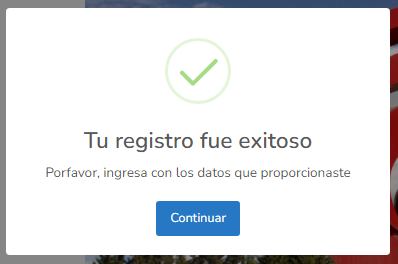 Tu registro fue exitoso
Porfavor, ingresa con los datos que proporcionaste
Continuar